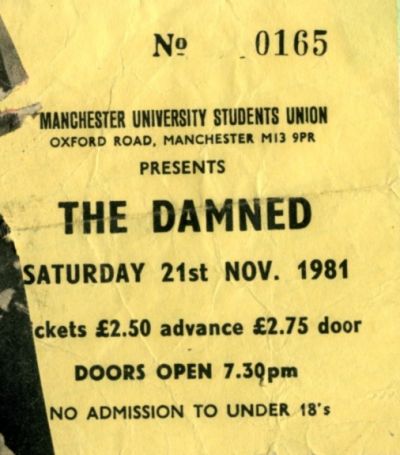 Nº 0165
MANCHESTER UNIVERSITY STUDENTS UNION
OXFORD ROAD, MANCHESTER M13 9PR
PRESENTS
THE DAMNED
SATURDAY 21st NOV. 1981
ckets £2.50 advance £2.75 door
DOORS OPEN 7.30pm
NO ADMISSION TO UNDER 18's